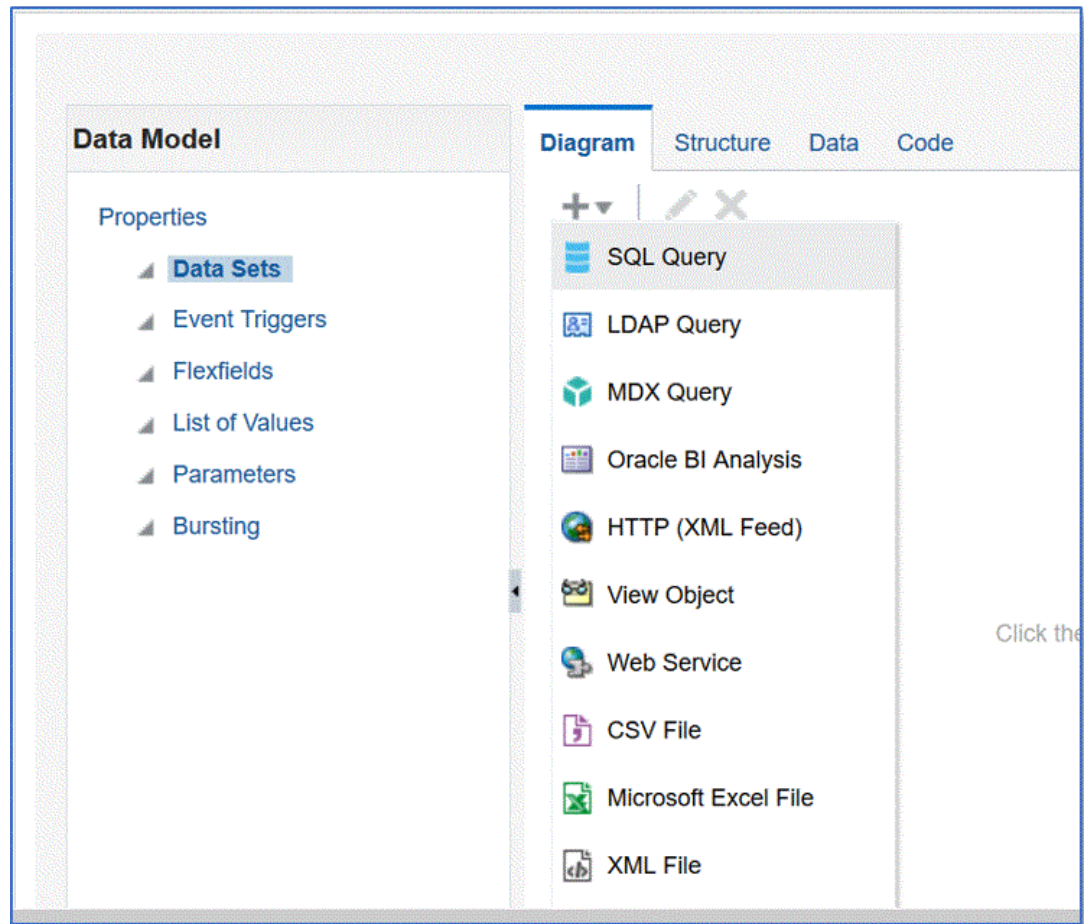 Data Model
Properties
Data Sets
Event Triggers
Flexfields
List of Values
Parameters
Bursting
Diagram Structure Data Code
SQL Query
LDAP Query
MDX Query
Oracle BI Analysis
HTTP (XML Feed)
View Object
Web Service
CSV File
Microsoft Excel File
XML File
Click the